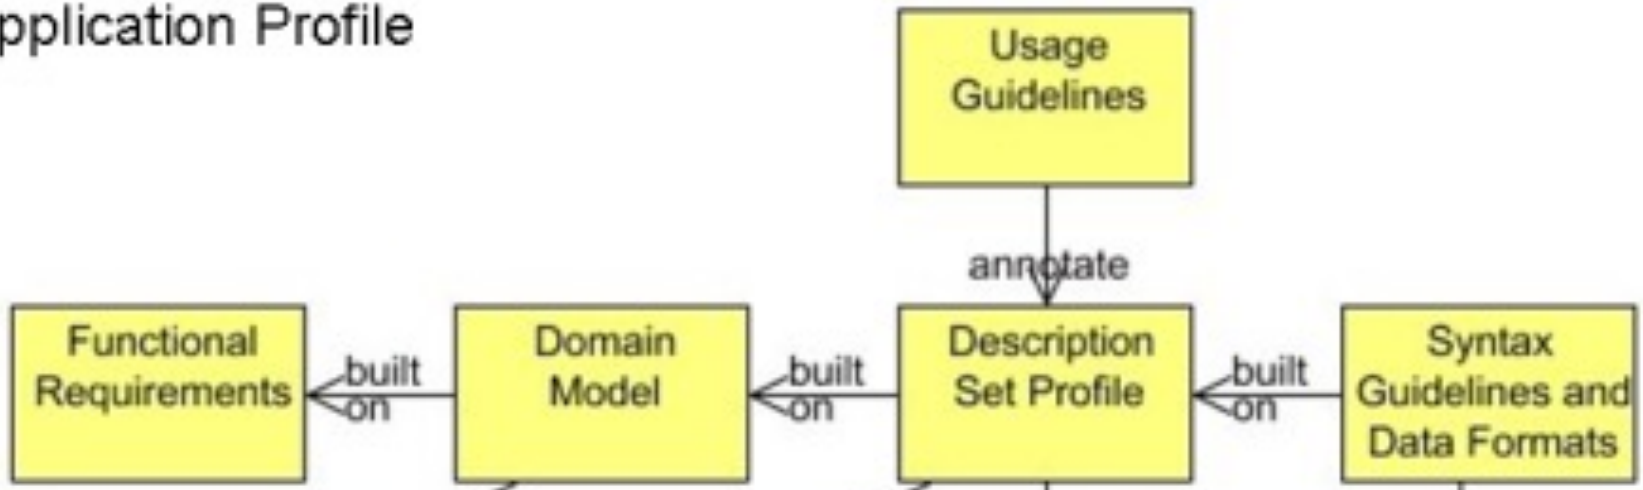 pplication Profile
Usage
Guidelines
annotate
Functional
Requirements
built
on
Domain
Model
built
on
Description
Set Profile
built
on
Syntax
Guidelines and
Data Formats